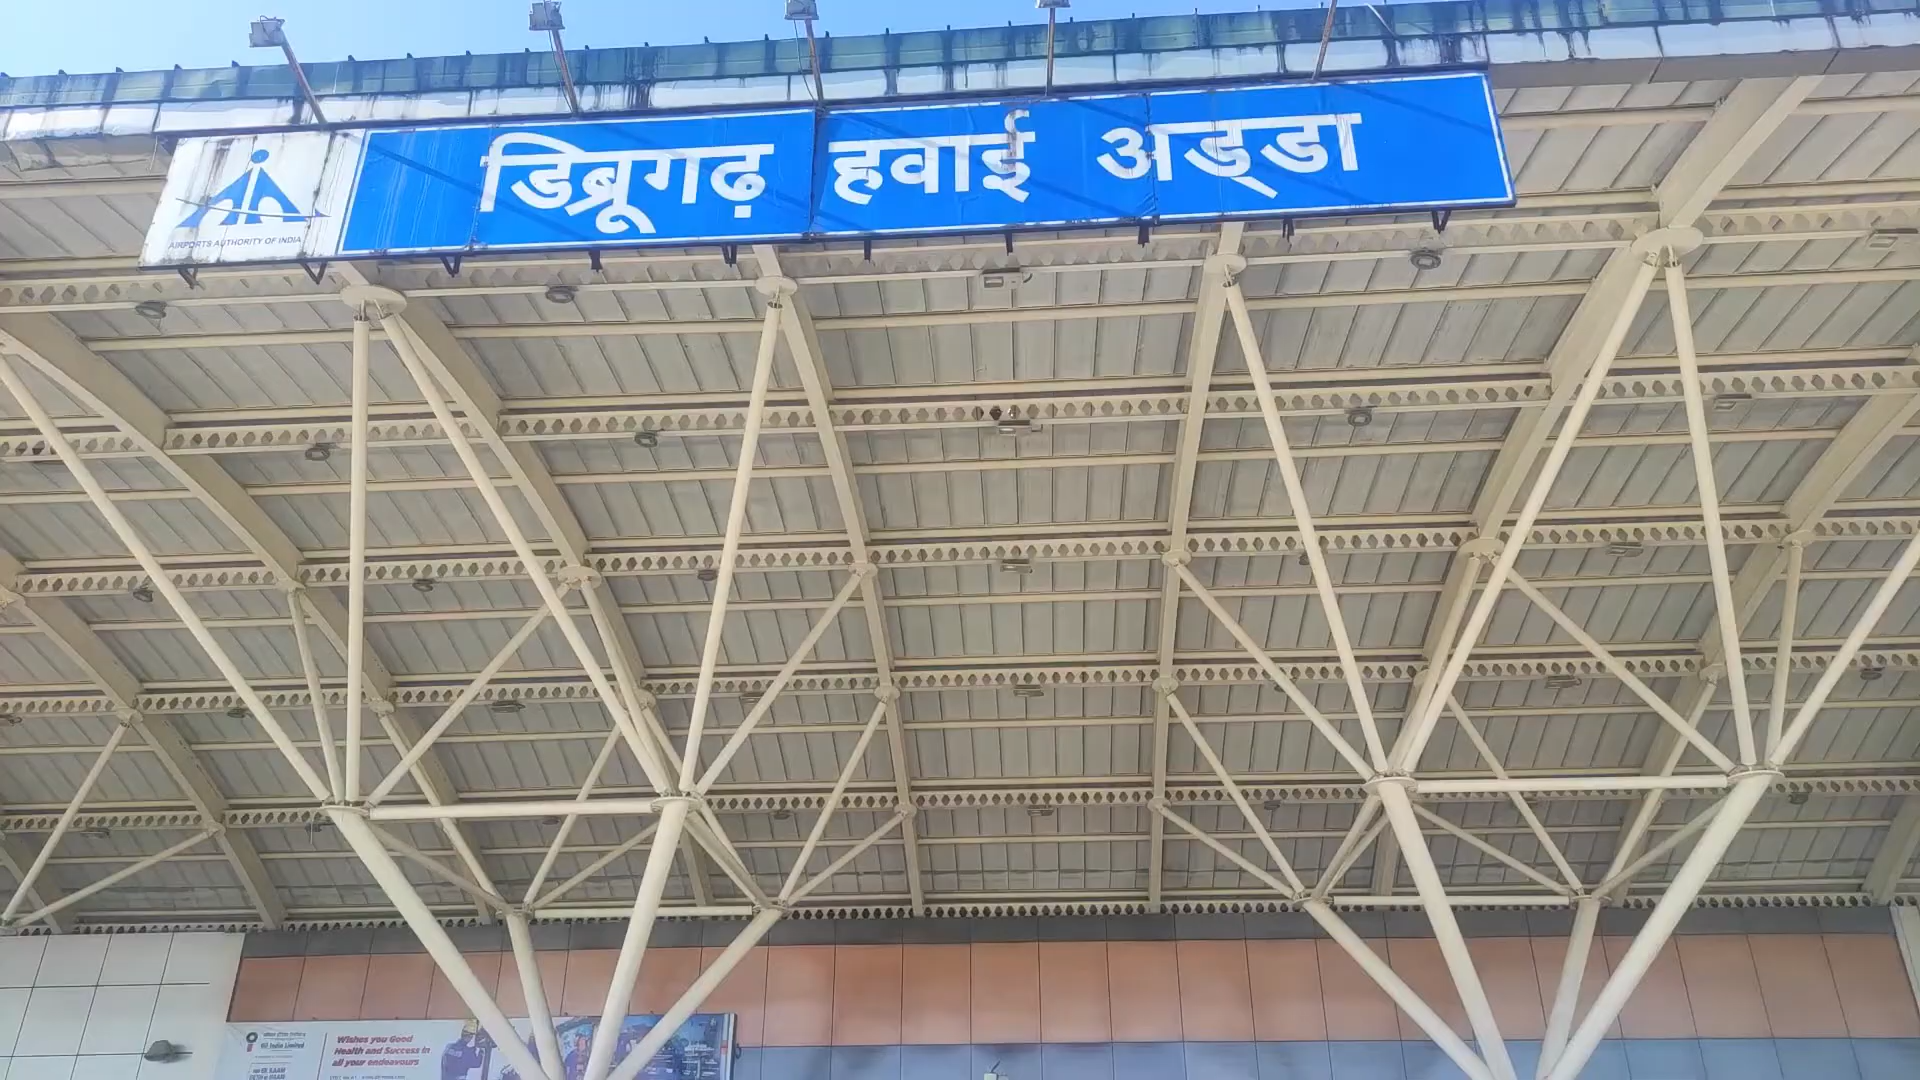 डिब्रूगढ़ हवाई अड्डा
AIRPORTS AUTHORITY OF INDIA
Oil India Limited
Wishes you Good
Health and Success in
all your endeavours